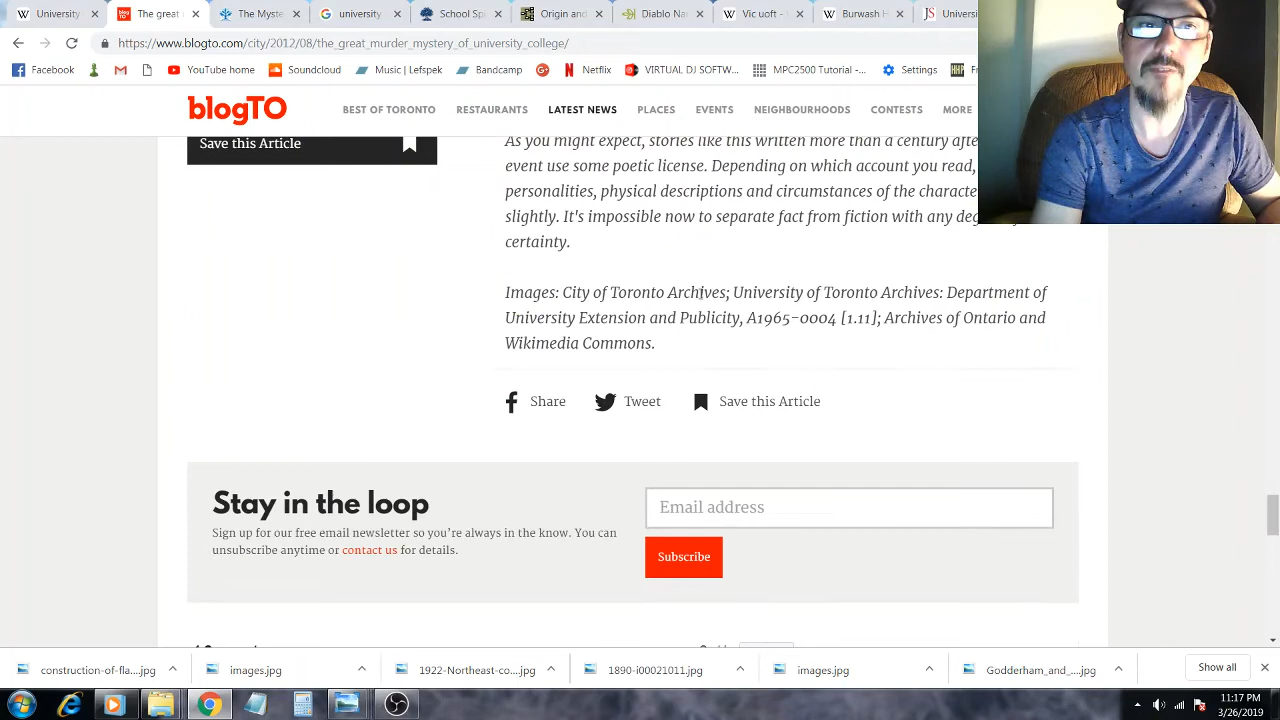 The great
Wikipedia
School Sp
Origin and
Diablo Na
Vic uoft -
Burwash H
JS
Universiti
https://www.blogto.com/city/2012/08/the_great_murder_mystery_of_university_college/
Facebook
YouTube home
Soundcloud
Music | Lefspek
Bandcamp
Netflix
VIRTUAL DJ SOFTW...
MPC2500 Tutorial -...
Settings
blogTO
BEST OF TORONTO
RESTAURANTS
LATEST NEWS
PLACES
EVENTS
NEIGHBOURHOODS
CONTESTS
MORE
Save this Article
As you might expect, stories like this written more than a century afte
event use some poetic license. Depending on which account you read,
personalities, physical descriptions and circumstances of the characte
slightly. It's impossible now to separate fact from fiction with any deg
certainty.
Images: City of Toronto Archives; University of Toronto Archives: Department of
University Extension and Publicity, A1965-0004 [1.11]; Archives of Ontario and
Wikimedia Commons.
Share
Tweet
Save this Article
Stay in the loop
Sign up for our free email newsletter so you're always in the know. You can
unsubscribe anytime or contact us for details.
Email address
Subscribe
construction-of-fla....jpg
images.jpg
1922-Northeast-co....jpg
1890-i00021011.jpg
images.jpg
Godderham_and_....jpg
Show all
11:17 PM
3/26/2019